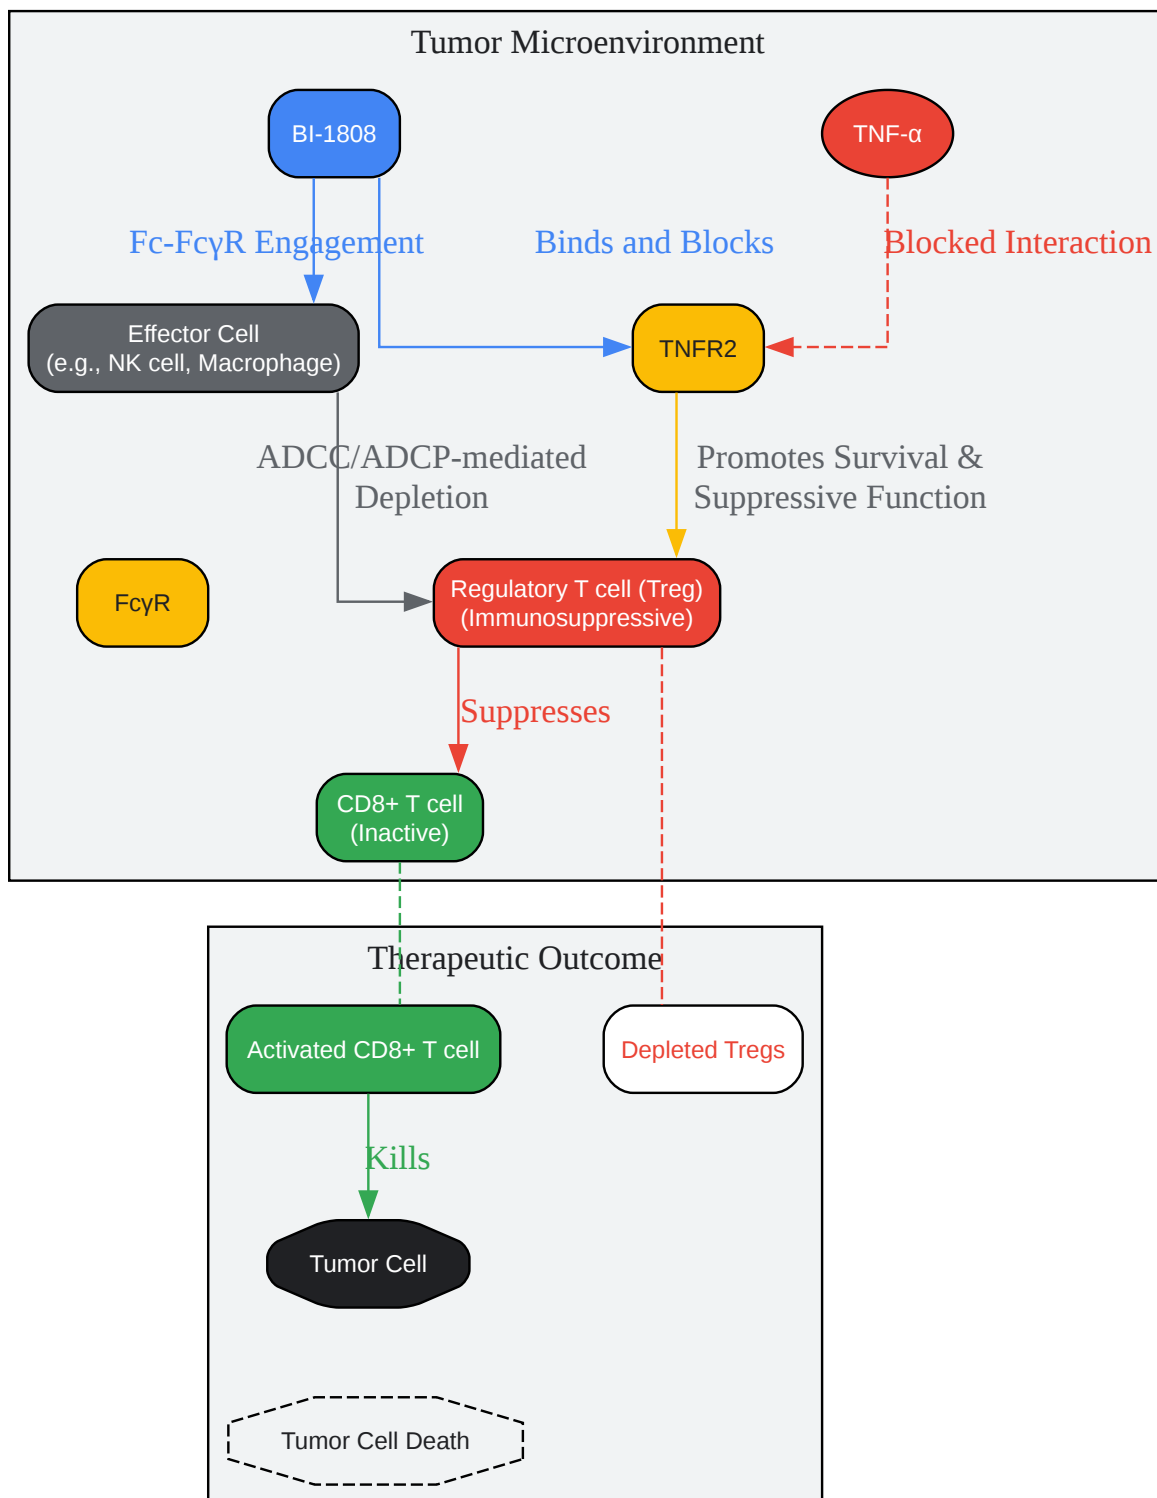 Tumor Microenvironment
BI-1808
TNF-α
Fc-FcγR Engagement
Binds and Blocks
Blocked Interaction
Effector Cell
(e.g., NK cell, Macrophage)
TNFR2
ADCC/ADCP-mediated
Depletion
Promotes Survival &
Suppressive Function
FcγR
Regulatory T cell (Treg)
(Immunosuppressive)
Suppresses
CD8+ T cell
(Inactive)
Therapeutic Outcome
Activated CD8+ T cell
Depleted Tregs
Kills
Tumor Cell
Tumor Cell Death